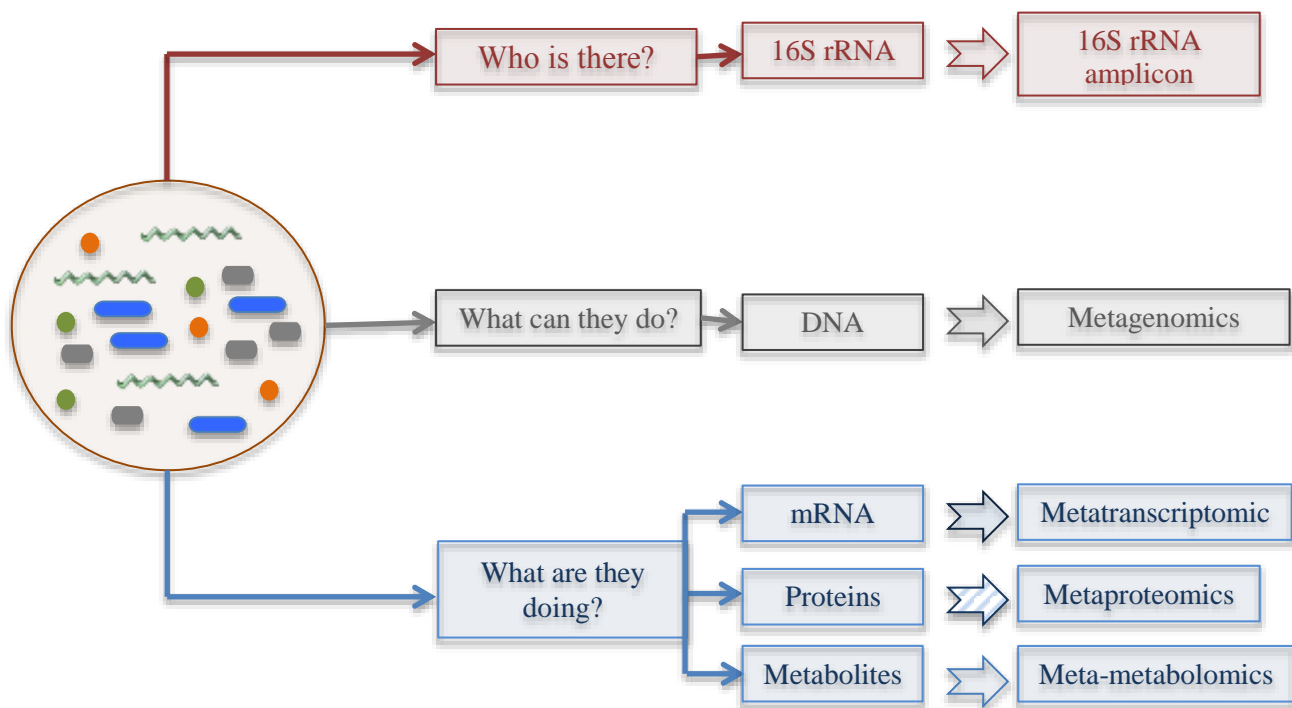 Who is there?
16S rRNA
16S rRNA
amplicon
What can they do?
DNA
Metagenomics
What are they
doing?
mRNA
Metatranscriptomic
Proteins
Metaproteomics
Metabolites
Meta-metabolomics